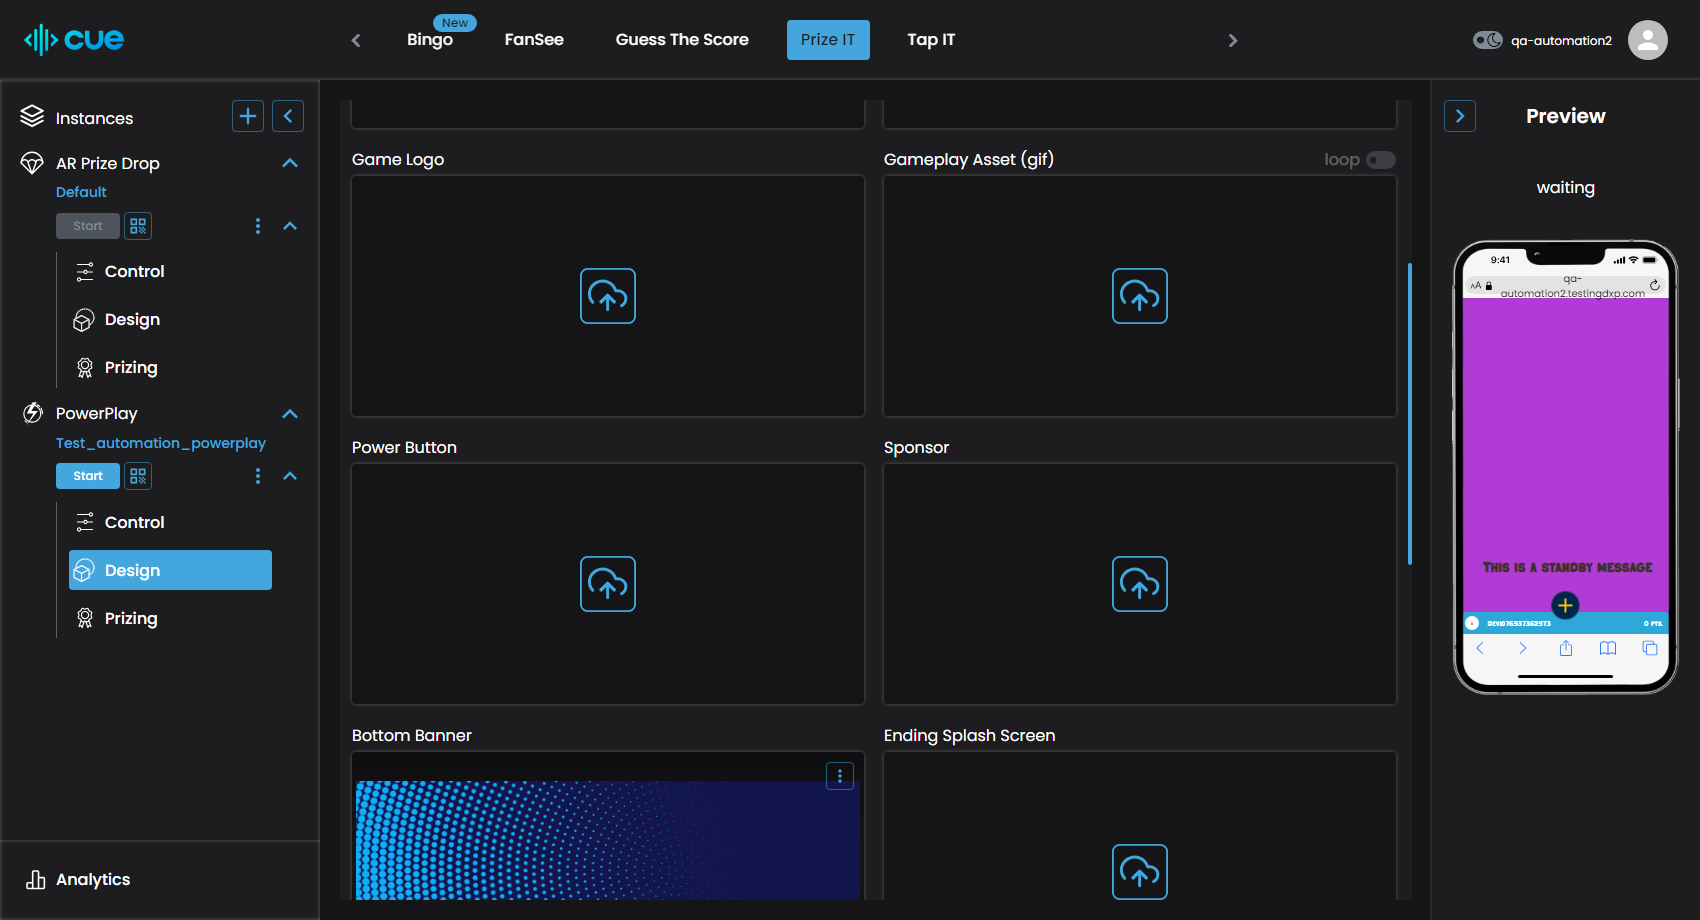 cue
Bingo
New
FanSee
Guess The Score
Prize IT
Tap IT
qa-automation2
Instances
AR Prize Drop
Default
Start
Control
Design
Prizing
PowerPlay
Test_automation_powerplay
Start
Control
Design
Prizing
Analytics
Game Logo
Gameplay Asset (gif)
loop
Power Button
Sponsor
Bottom Banner
Ending Splash Screen
Preview
waiting
9:41
AA
qa-
automation2.testingdxp.com
This is a standby message
DEVID76937362973
0 PTS.